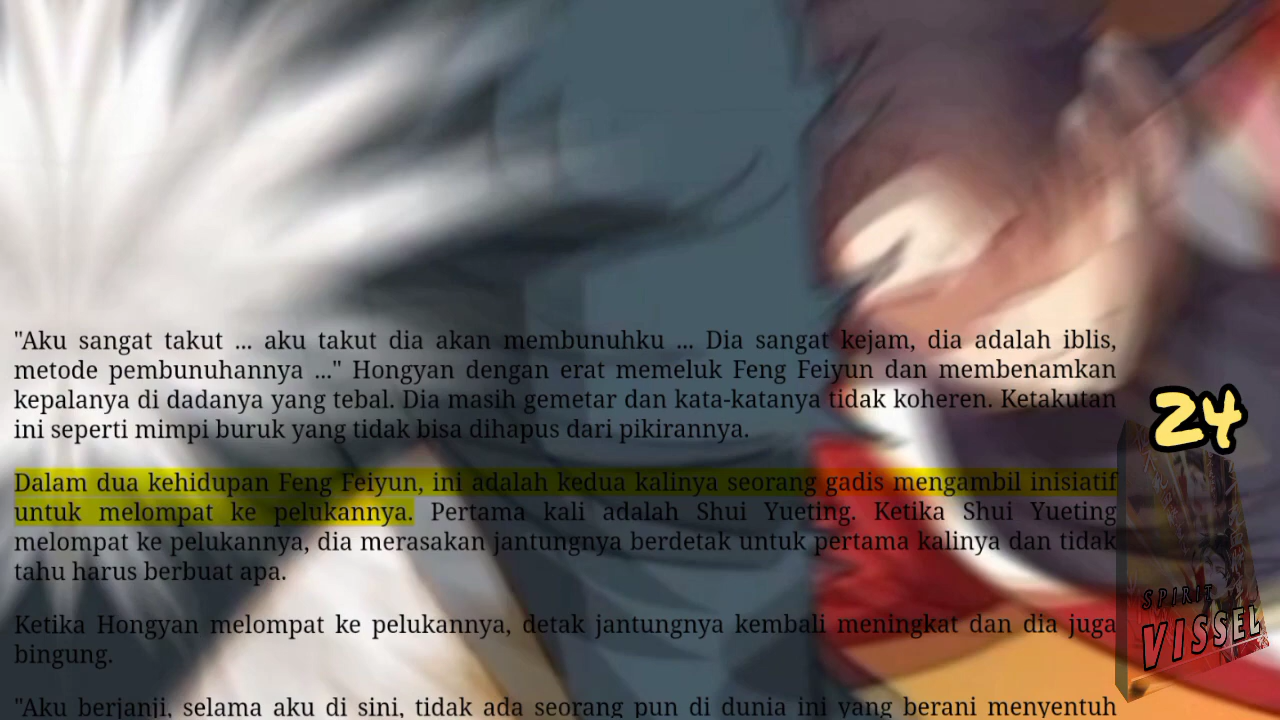 "Aku sangat takut ... aku takut dia akan membunuhku ... Dia sangat kejam, dia adalah iblis,
metode pembunuhannya ..." Hongyan dengan erat memeluk Feng Feiyun dan membenamkan
kepalanya di dadanya yang tebal. Dia masih gemetar dan kata-katanya tidak koheren. Ketakutan
ini seperti mimpi buruk yang tidak bisa dihapus dari pikirannya.
Dalam dua kehidupan Feng Feiyun, ini adalah kedua kalinya seorang gadis mengambil inisiatif
untuk melompat ke pelukannya. Pertama kali adalah Shui Yueting. Ketika Shui Yueting
melompat ke pelukannya, dia merasakan jantungnya berdetak untuk pertama kalinya dan tidak
tahu harus berbuat apa.
Ketika Hongyan melompat ke pelukannya, detak jantungnya kembali meningkat dan dia juga
bingung.
"Aku berjanji, selama aku di sini, tidak ada seorang pun di dunia ini yang berani menyentuh
24
SPIRIT
VISSEL